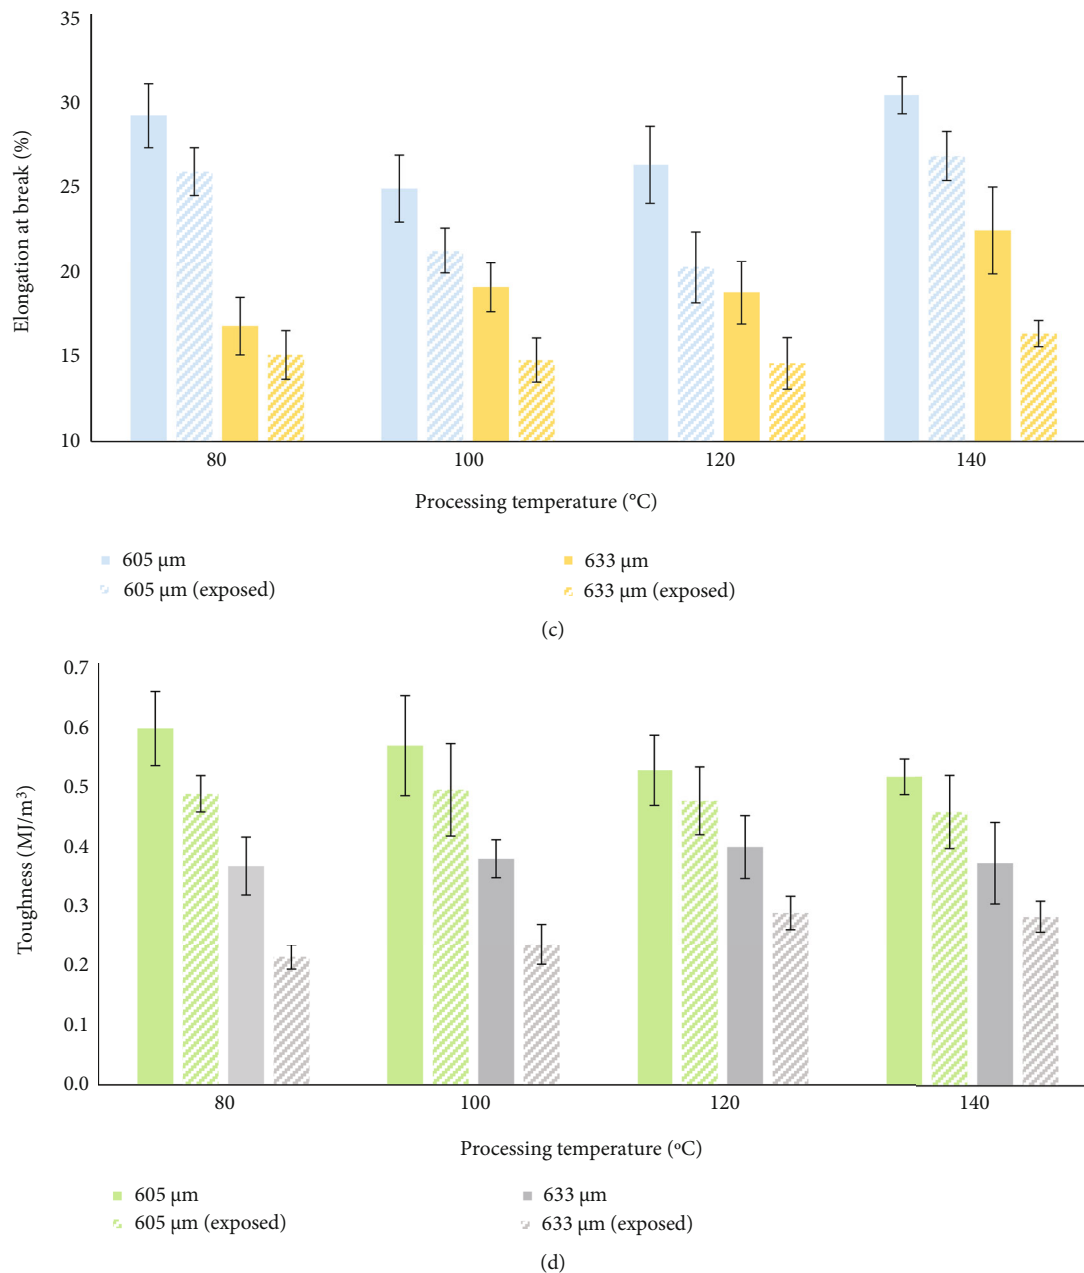 35
30
25
20
15
10
Elongation at break (%)
80 100 120 140
Processing temperature (°C)
605 μm 633 μm
605 μm (exposed) 633 μm (exposed)
(c)
0.7
0.6
0.5
0.4
0.3
0.2
0.1
0.0
Toughness (MJ/m³)
80 100 120 140
Processing temperature (ºC)
605 μm 633 μm
605 μm (exposed) 633 μm (exposed)
(d)